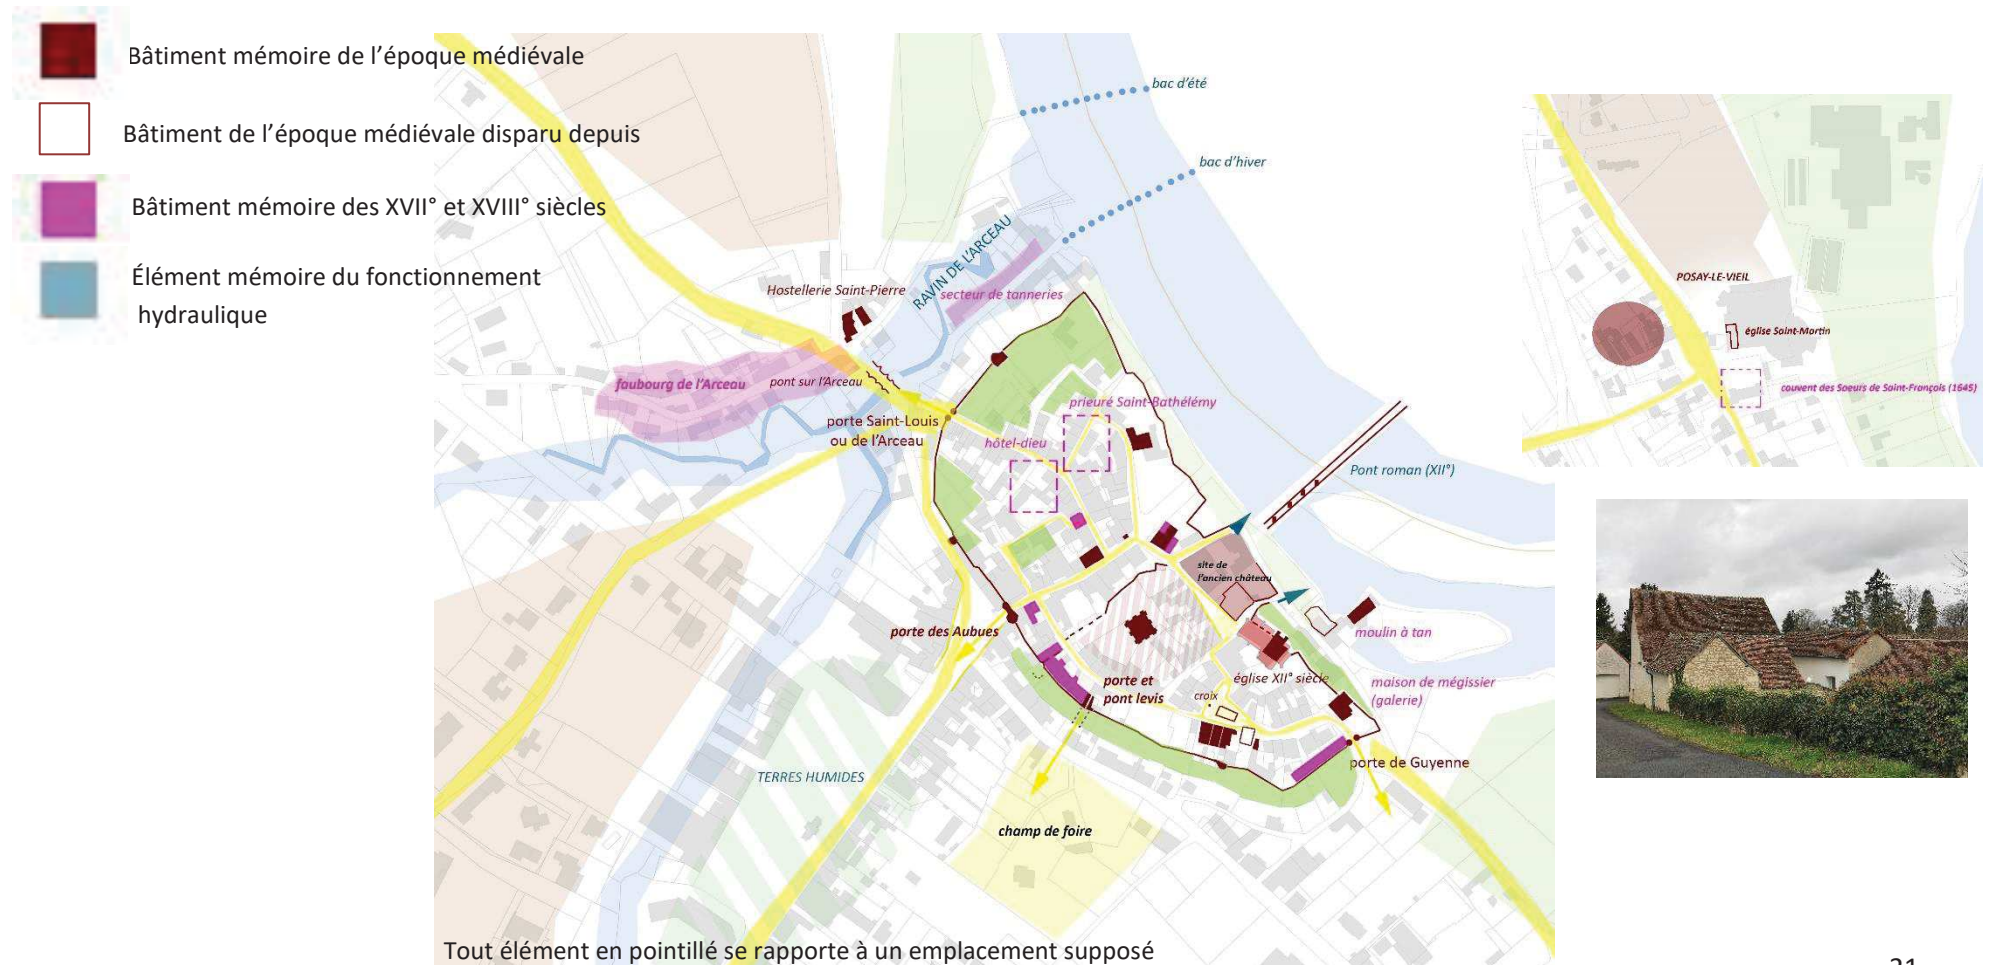 Bâtiment mémoire de l'époque médiévale
Bâtiment de l'époque médiévale disparu depuis
Bâtiment mémoire des XVII° et XVIII° siècles
Élément mémoire du fonctionnement
hydraulique
bac d'été
bac d'hiver
RAVIN DE L'ARCEAU
Hostellerie Saint-Pierre
secteur de tanneries
faubourg de l'Arceau
pont sur l'Arceau
porte Saint-Louis
ou de l'Arceau
prieuré Saint-Bathélémy
hôtel-dieu
Pont roman (XII°)
site de
l'ancien château
porte des Aubues
moulin à tan
porte et
pont levis
église XII° siècle
croix
maison de mégissier
(galerie)
porte de Guyenne
TERRES HUMIDES
champ de foire
POSAY-LE-VIEIL
église Saint-Martin
couvent des Soeurs de Saint-François (1645)
Tout élément en pointillé se rapporte à un emplacement supposé